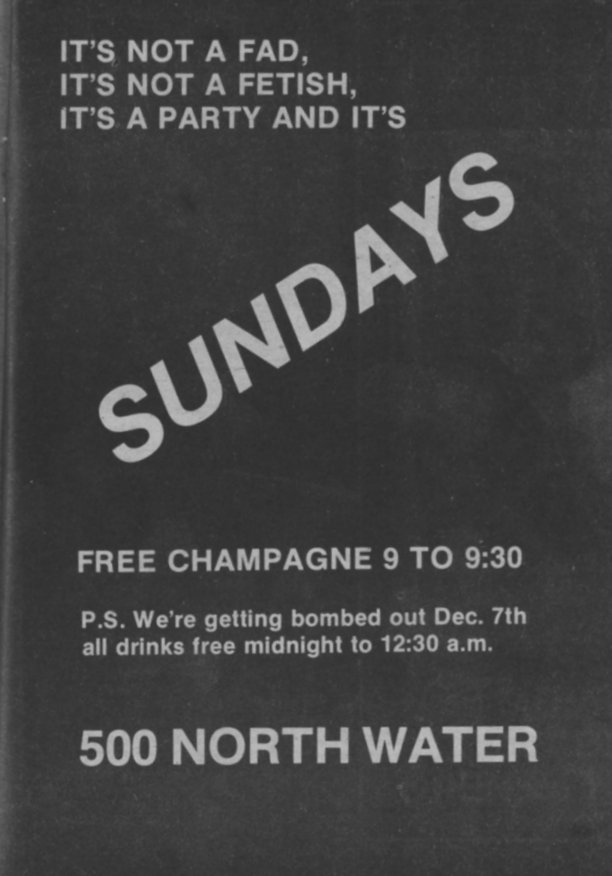 IT'S NOT A FAD,
IT'S NOT A FETISH,
IT'S A PARTY AND IT'S
SUNDAYS
FREE CHAMPAGNE 9 TO 9:30
P.S. We're getting bombed out Dec. 7th
all drinks free midnight to 12:30 a.m.
500 NORTH WATER